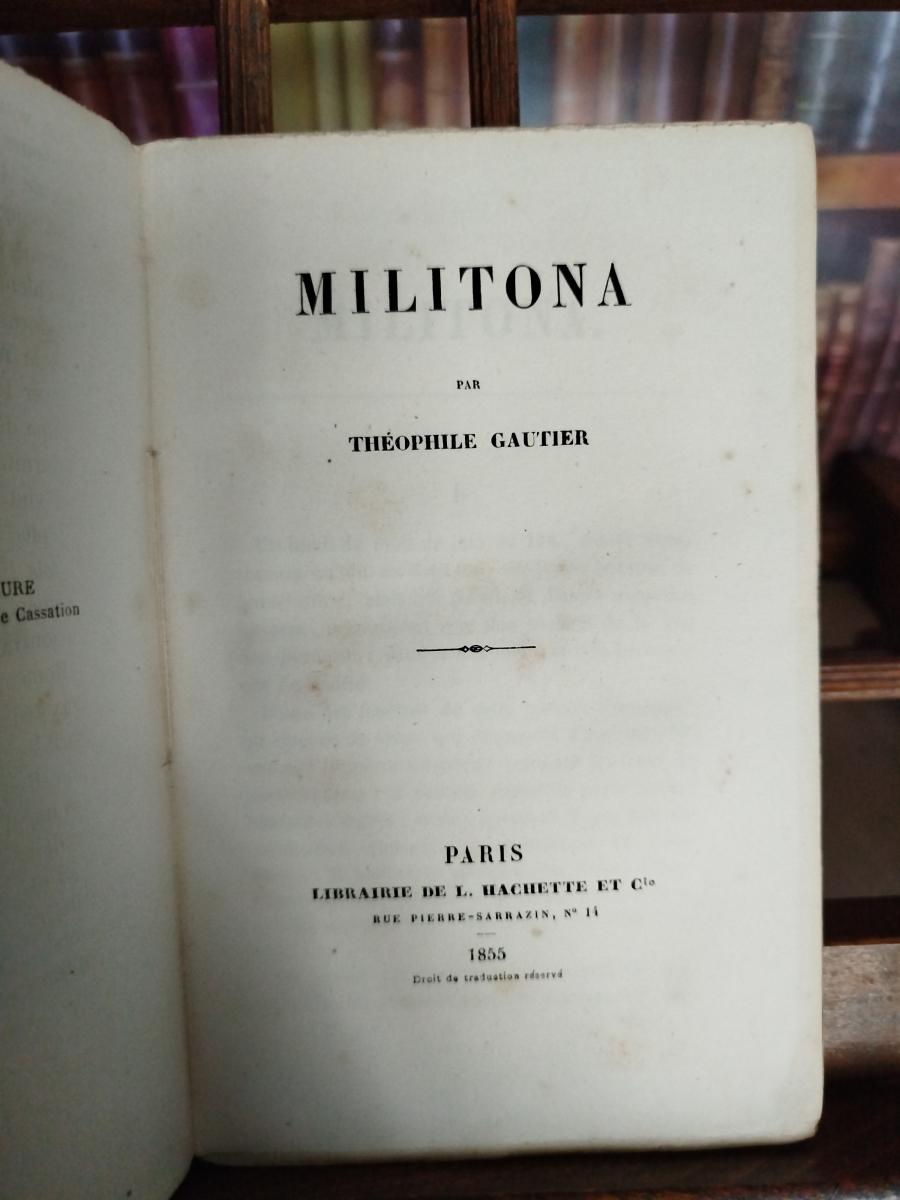 URE
e Cassation
MILITONA
PAR
THÉOPHILE GAUTIER
PARIS
LIBRAIRIE DE L. HACHETTE ET Cie
RUE PIERRE-SARRAZIN, N° 14
1855
Droit de traduction réservé